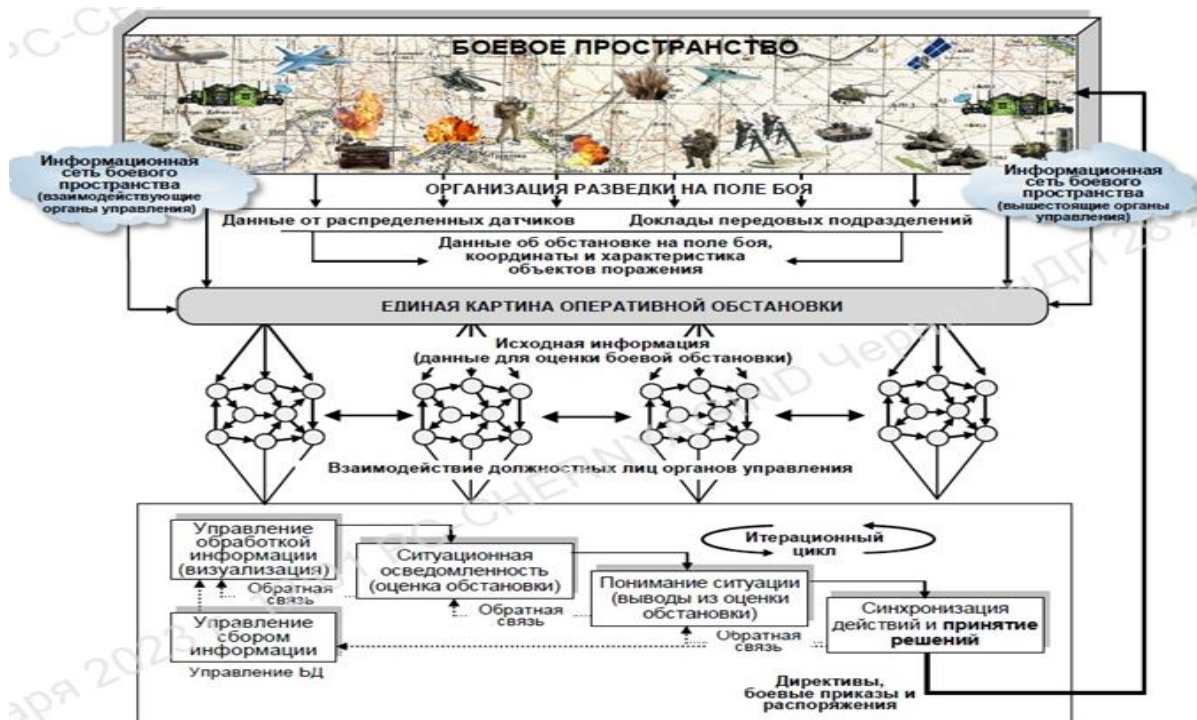 БОЕВОЕ ПРОСТРАНСТВО
Информационная
сеть боевого
пространства
(взаимодействующие
органы управления)
Информационная
сеть боевого
пространства
(вышестоящие органы
управления)
ОРГАНИЗАЦИЯ РАЗВЕДКИ НА ПОЛЕ БОЯ
Данные от распределенных датчиков
Доклады передовых подразделений
Данные об обстановке на поле боя,
координаты и характеристика
объектов поражения
ЕДИНАЯ КАРТИНА ОПЕРАТИВНОЙ ОБСТАНОВКИ
Исходная информация
(данные для оценки боевой обстановки)
Взаимодействие должностных лиц органов управления
Управление
обработкой
информации
(визуализация)
Ситуационная
осведомленность
(оценка обстановки)
Итерационный
цикл
Понимание ситуации
(выводы из оценки
обстановки)
Синхронизация
действий и принятие
решений
Обратная
связь
Обратная
связь
Обратная
связь
Управление
сбором
информации
Управление БД
Директивы,
боевые приказы и
распоряжения
PC-CHERNYAGIND